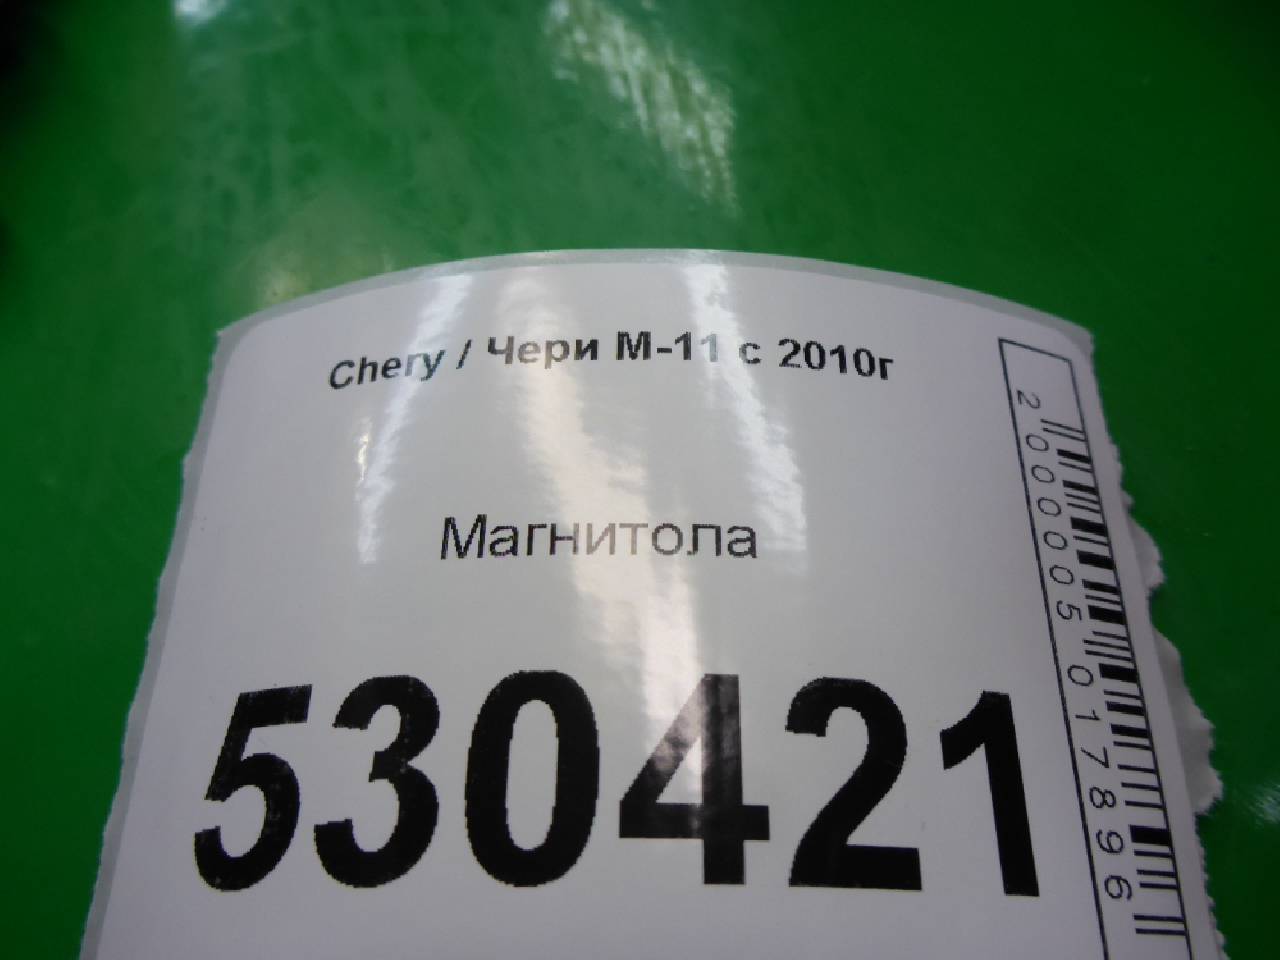 Chery / Чери М-11 с 2010г
Магнитола
530421
2000005017896